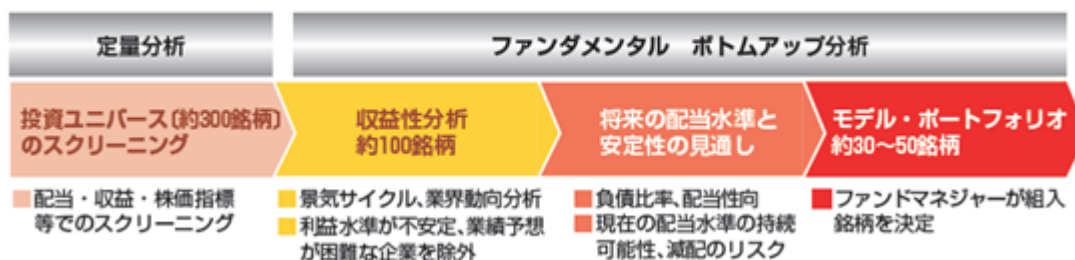 定量分析
ファンダメンタル ボトムアップ分析
投資ユニバース(約300銘柄)
のスクリーニング
収益性分析
約100銘柄
将来の配当水準と
安定性の見通し
モデル・ポートフォリオ
約30～50銘柄
配当・収益・株価指標
等でのスクリーニング
景気サイクル、業界動向分析
利益水準が不安定、業績予想
が困難な企業を除外
負債比率、配当性向
現在の配当水準の持続
可能性、減配のリスク
ファンドマネジャーが組入
銘柄を決定